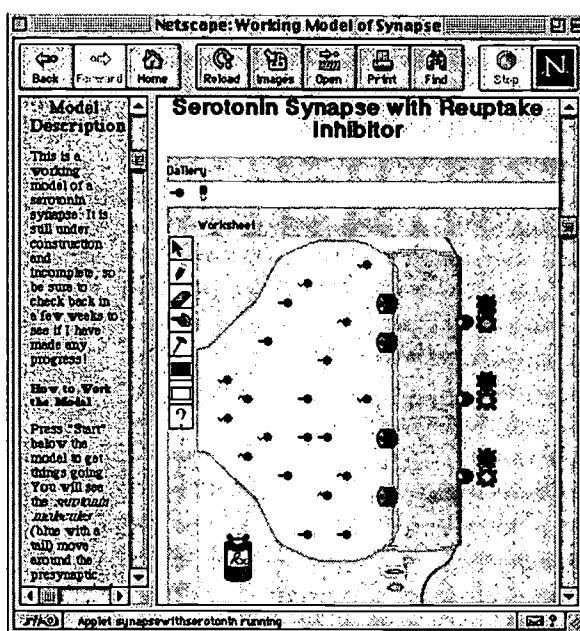 Netscape: Working Model of Synapse
Back Forward Home Reload Images Open Print Find Stop N
Model
Description
This is a
working
model of a
serotonin
synapse. It is
still under
construction
and
incomplete, so
be sure to
check back in
a few weeks to
see if I have
made any
progress!
How to Work
the Model
Press "Start"
below the
model to get
things going.
You will see
the serotonin
molecules
(blue with a
tail) move
around the
presynaptic
Serotonin Synapse with Reuptake
Inhibitor
Gallery
Worksheet
?
Rx
Applet synapsewithserotonin running
?